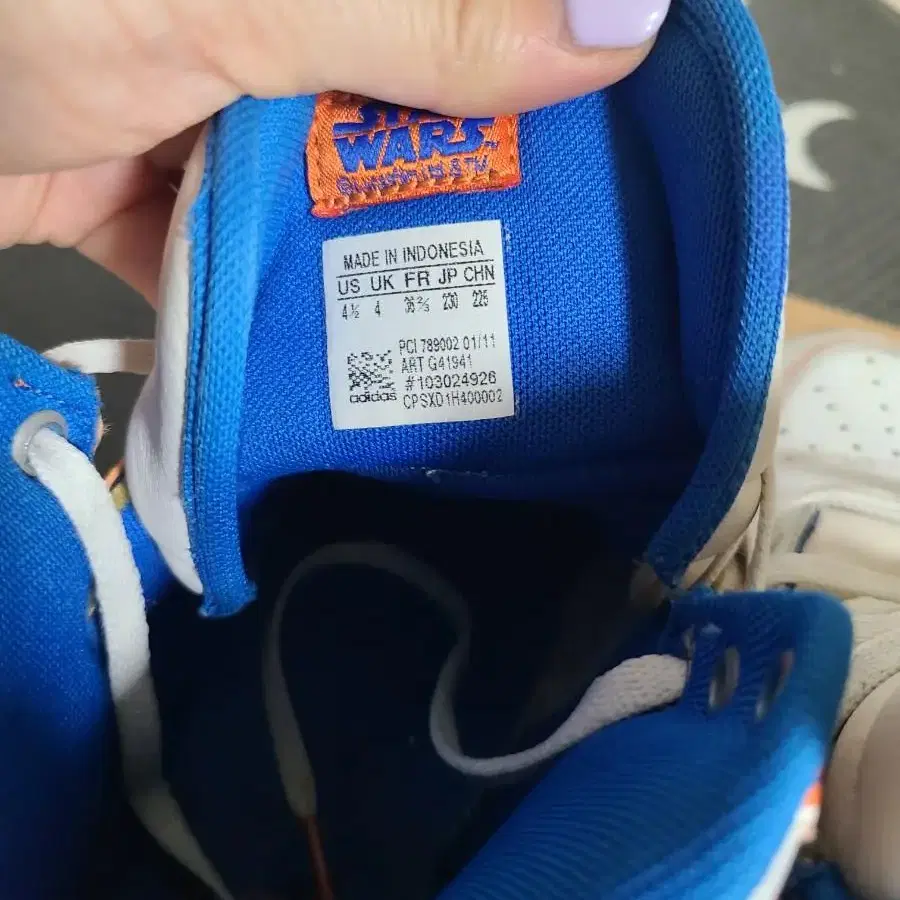 STAR
WARS
MADE IN INDONESIA
US UK FR JP CHN
4½ 4 36⅔ 230 225
PCI 789002 01/11
ART G41941
#103024926
adidas CPSXD1H400002